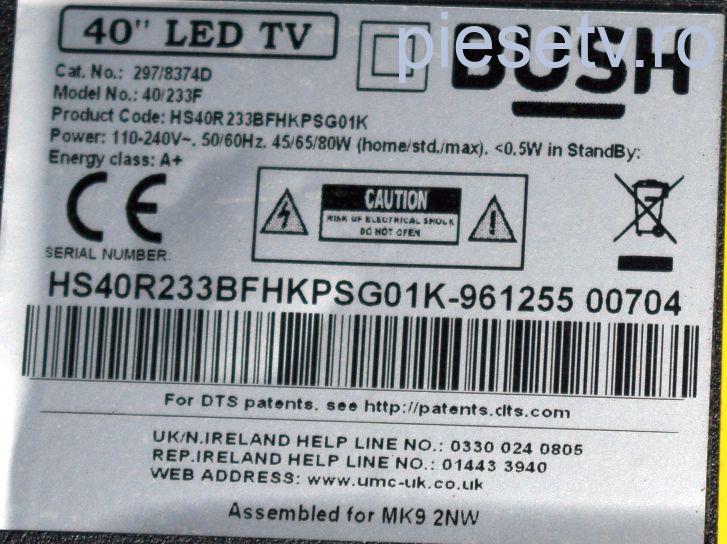 40" LED TV
BUSH
piesetv.ro
Cat. No.: 297/8374D
Model No.: 40/233F
Product Code: HS40R233BFHKPSG01K
Power: 110-240V~. 50/60Hz. 45/65/80W (home/std./max). <0.5W in StandBy:
Energy class: A+
CE
CAUTION
RISK OF ELECTRICAL SHOCK
DO NOT OPEN
SERIAL NUMBER:
HS40R233BFHKPSG01K-961255 00704
For DTS patents. see http://patents.dts.com
UK/N.IRELAND HELP LINE NO.: 0330 024 0805
REP.IRELAND HELP LINE NO.: 01443 3940
WEB ADDRESS: www.umc-uk.co.uk
Assembled for MK9 2NW